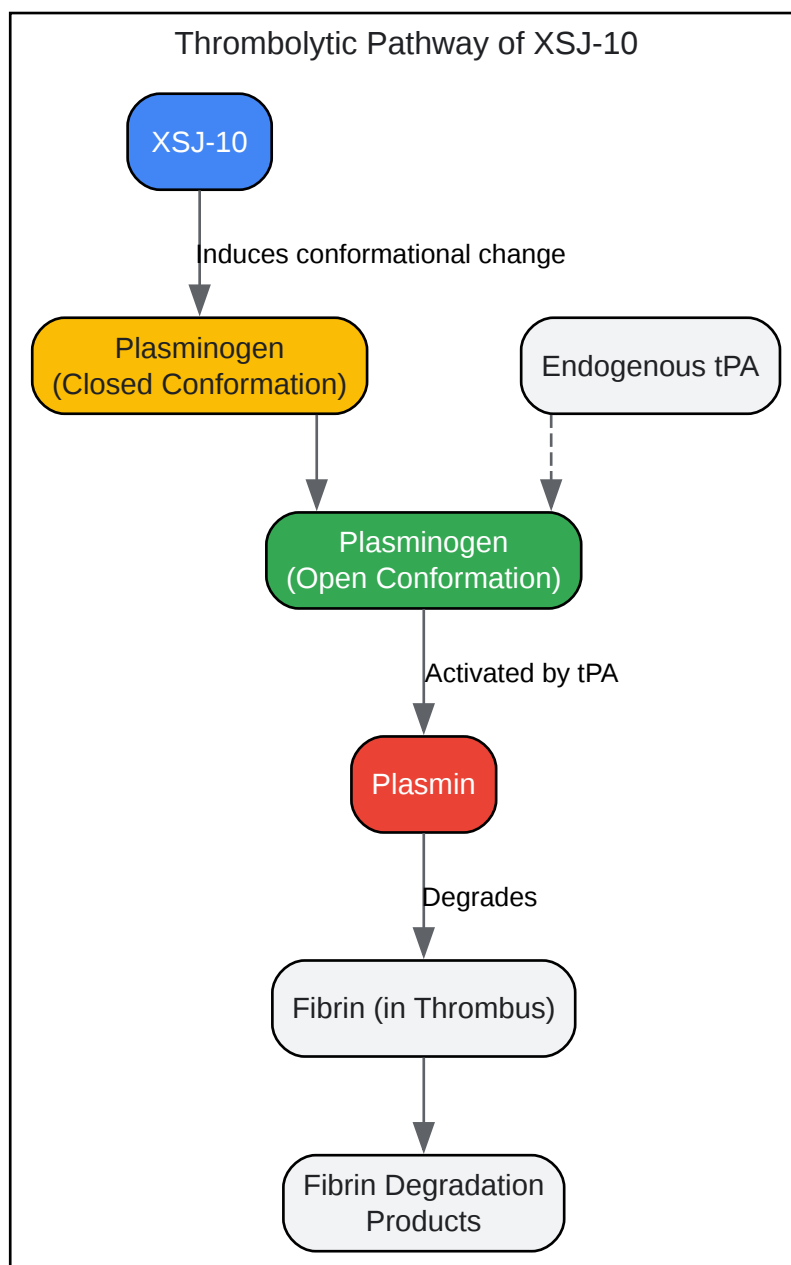 Thrombolytic Pathway of XSJ-10
XSJ-10
Induces conformational change
Plasminogen
(Closed Conformation)
Endogenous tPA
Plasminogen
(Open Conformation)
Activated by tPA
Plasmin
Degrades
Fibrin (in Thrombus)
Fibrin Degradation
Products